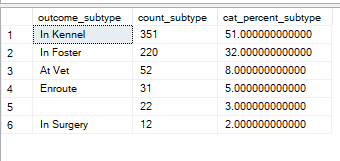 outcome_subtype count_subtype cat_percent_subtype
1 In Kennel 351 51.000000000000
2 In Foster 220 32.000000000000
3 At Vet 52 8.000000000000
4 Enroute 31 5.000000000000
5 22 3.000000000000
6 In Surgery 12 2.000000000000